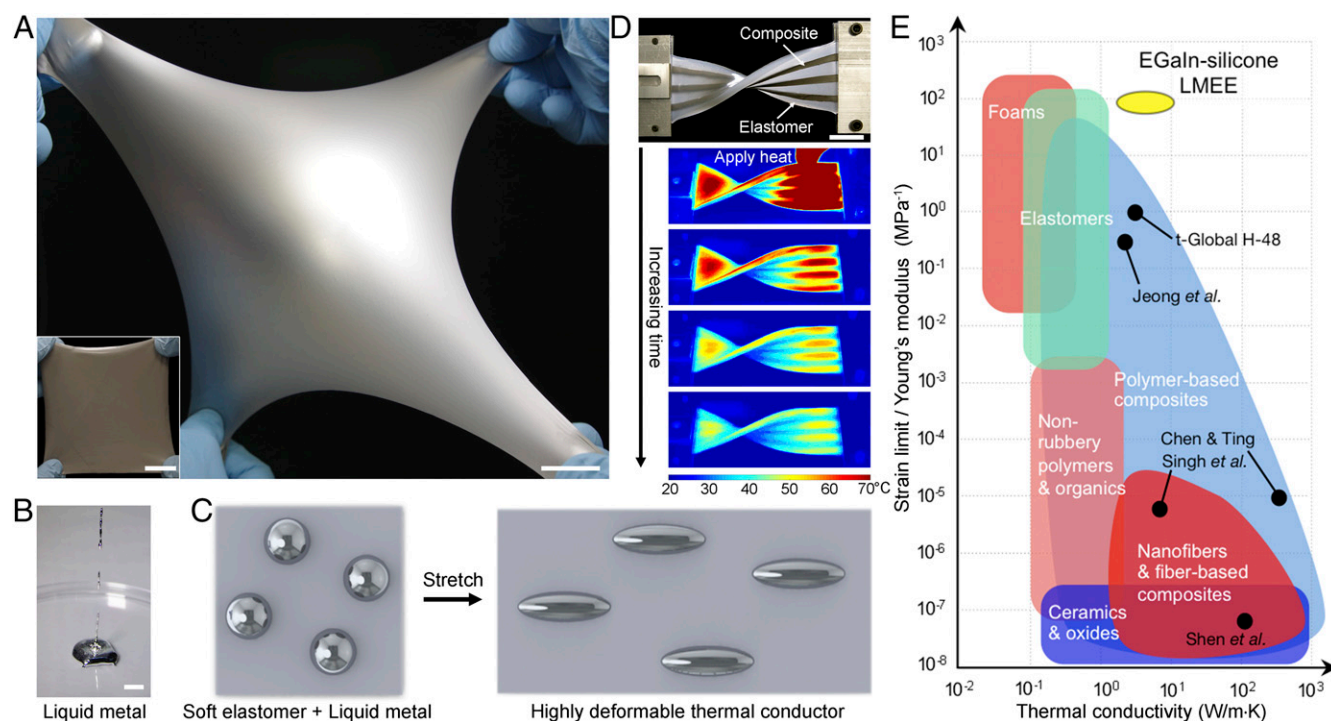 A
B
Liquid metal
C
Stretch
Soft elastomer + Liquid metal
Highly deformable thermal conductor
D
Composite
Elastomer
Apply heat
Increasing time
20 30 40 50 60 70°C
E
EGaIn-silicone
LMEE
Foams
Elastomers
t-Global H-48
Jeong et al.
Polymer-based
composites
Non-
rubbery
polymers
& organics
Chen & Ting
Singh et al.
Nanofibers
& fiber-based
composites
Ceramics
& oxides
Shen et al.
Strain limit / Young's modulus (MPa⁻¹)
10³
10²
10¹
10⁰
10⁻¹
10⁻²
10⁻³
10⁻⁴
10⁻⁵
10⁻⁶
10⁻⁷
10⁻⁸
10⁻² 10⁻¹ 10⁰ 10¹ 10² 10³
Thermal conductivity (W/m·K)